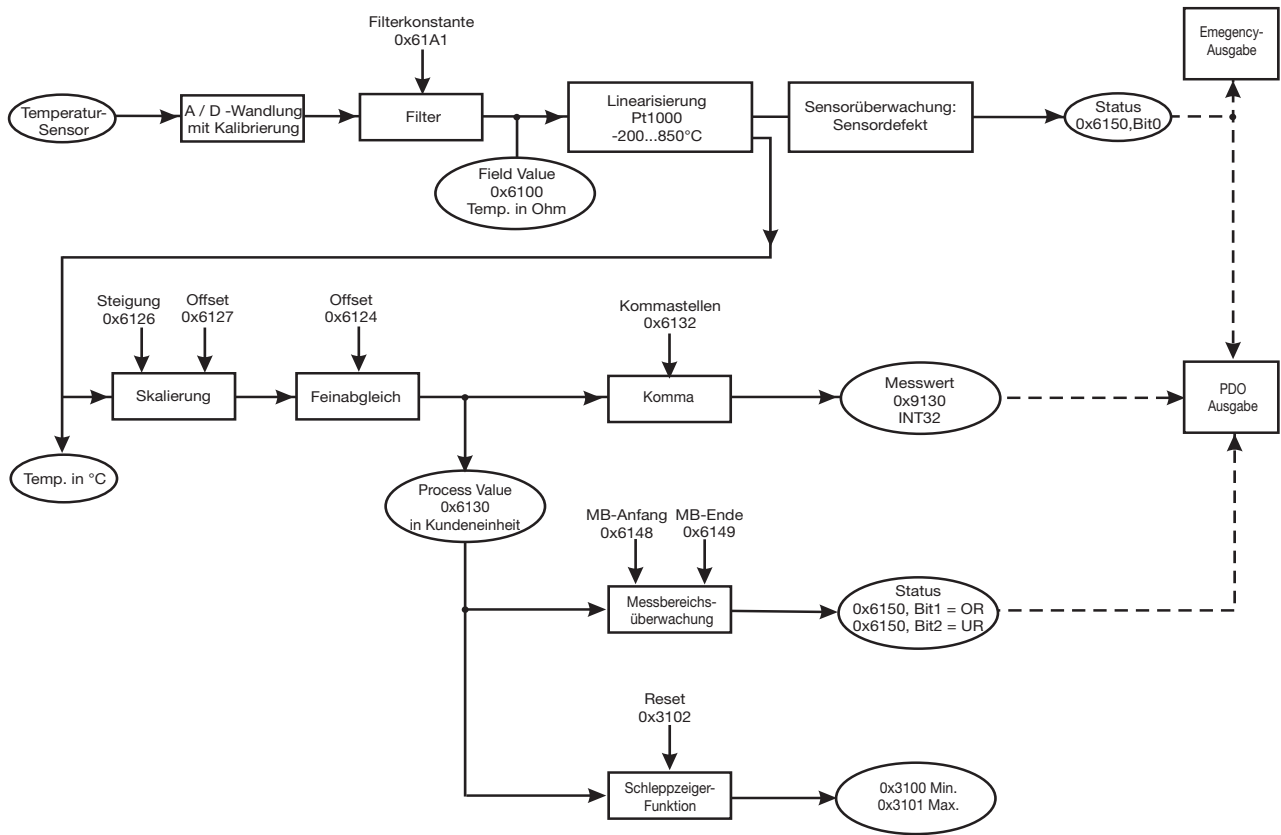 Filterkonstante
0x61A1
Emegency-
Ausgabe
Temperatur-
Sensor
A / D -Wandlung
mit Kalibrierung
Filter
Linearisierung
Pt1000
-200...850°C
Sensorüberwachung:
Sensordefekt
Status
0x6150,Bit0
Field Value
0x6100
Temp. in Ohm
Steigung
0x6126
Offset
0x6127
Offset
0x6124
Kommastellen
0x6132
Skalierung
Feinabgleich
Komma
Messwert
0x9130
INT32
PDO
Ausgabe
Temp. in °C
Process Value
0x6130
in Kundeneinheit
MB-Anfang
0x6148
MB-Ende
0x6149
Messbereichs-
überwachung
Status
0x6150, Bit1 = OR
0x6150, Bit2 = UR
Reset
0x3102
Schleppzeiger-
Funktion
0x3100 Min.
0x3101 Max.